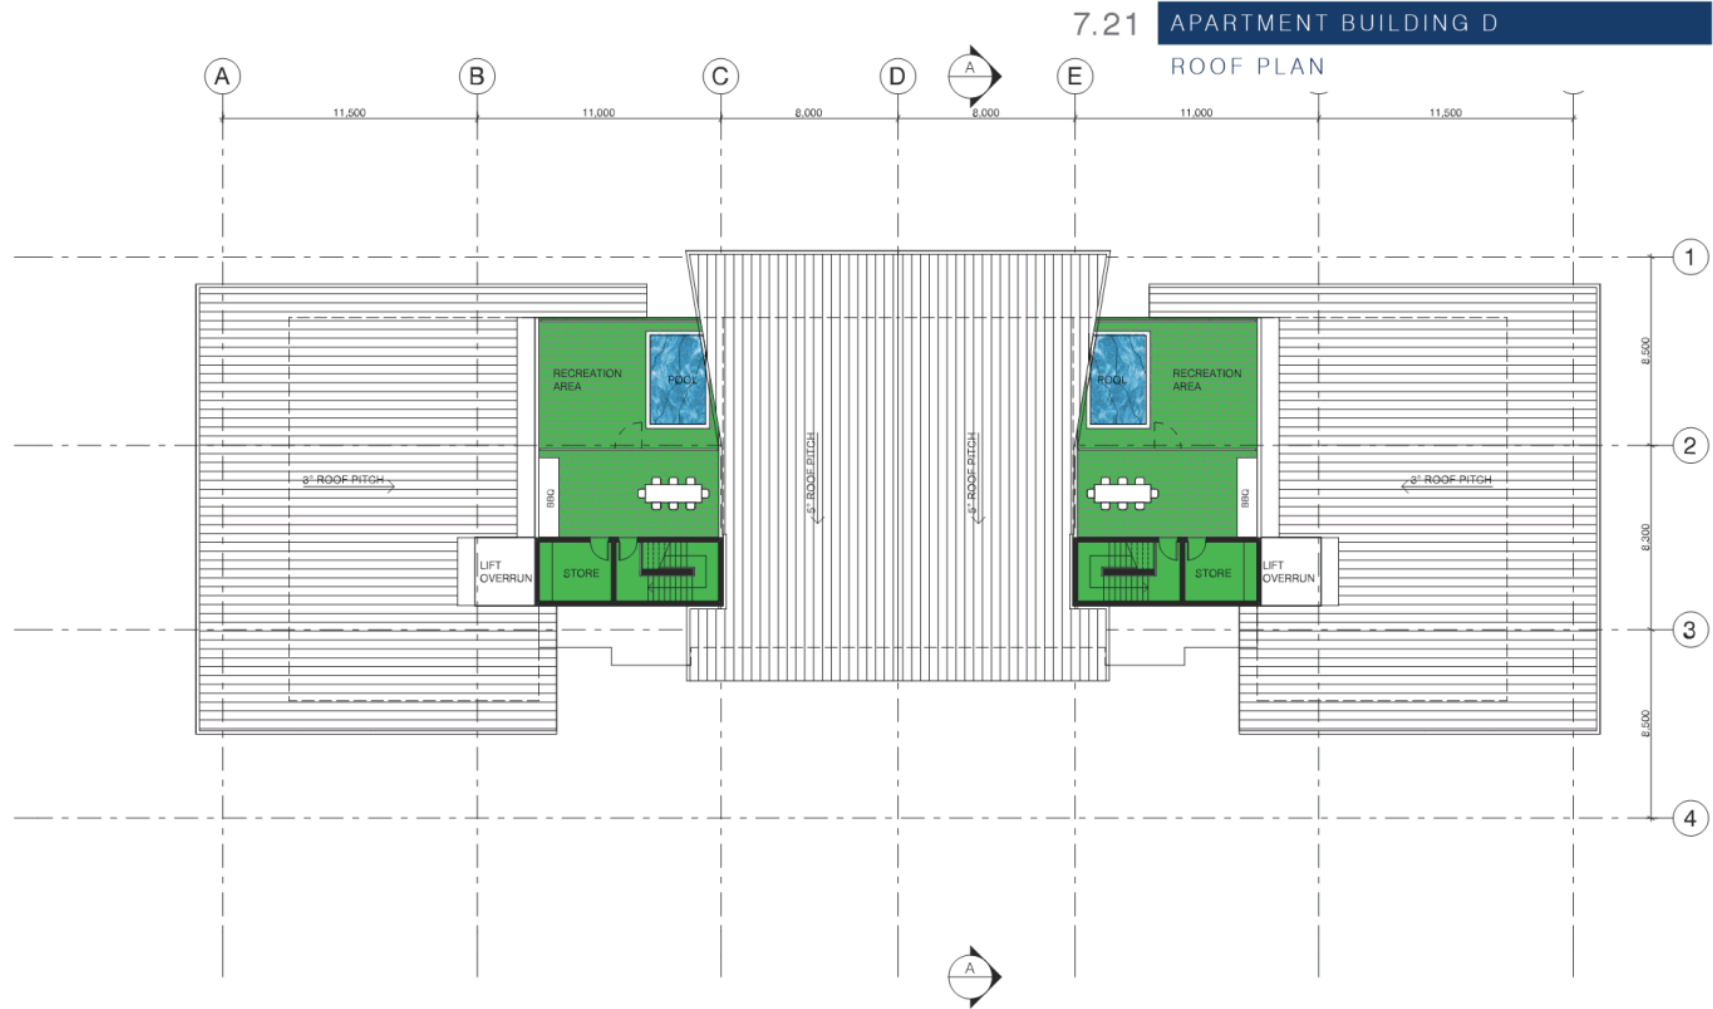 7.21 APARTMENT BUILDING D
ROOF PLAN
A B C D A E
11,500 11,000 8,000 8,000 11,000 11,500
1
8,500
RECREATION
AREA
POOL
POOL
RECREATION
AREA
2
3° ROOF PITCH
5° ROOF PITCH
5° ROOF PITCH
3° ROOF PITCH
BBQ
BBQ
8,300
LIFT
OVERRUN
STORE
STORE
LIFT
OVERRUN
3
8,500
4
A